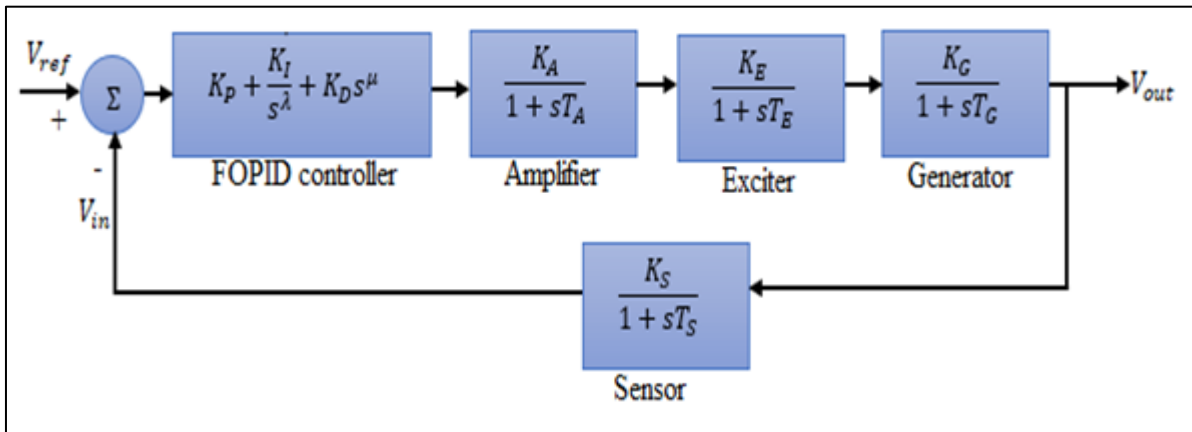 V_ref
+
Σ
-
V_in
K_P + K_I/s^λ + K_D s^μ
FOPID controller
K_A/(1 + sT_A)
Amplifier
K_E/(1 + sT_E)
Exciter
K_G/(1 + sT_G)
Generator
V_out
K_S/(1 + sT_S)
Sensor